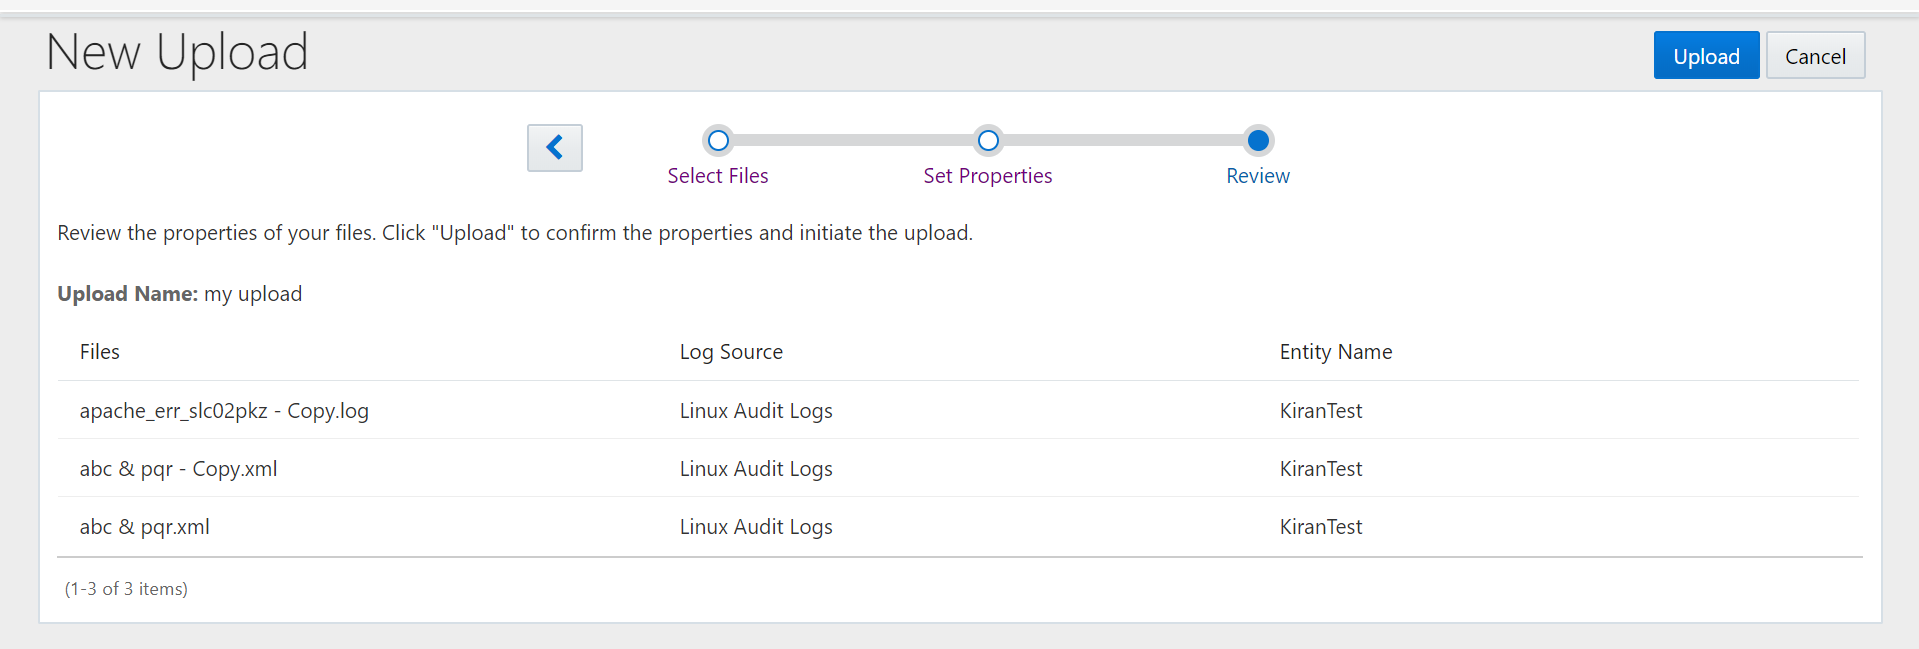 New Upload
Upload
Cancel
Select Files
Set Properties
Review
Review the properties of your files. Click "Upload" to confirm the properties and initiate the upload.
Upload Name: my upload
Files Log Source Entity Name
apache_err_slc02pkz - Copy.log Linux Audit Logs KiranTest
abc & pqr - Copy.xml Linux Audit Logs KiranTest
abc & pqr.xml Linux Audit Logs KiranTest
(1-3 of 3 items)